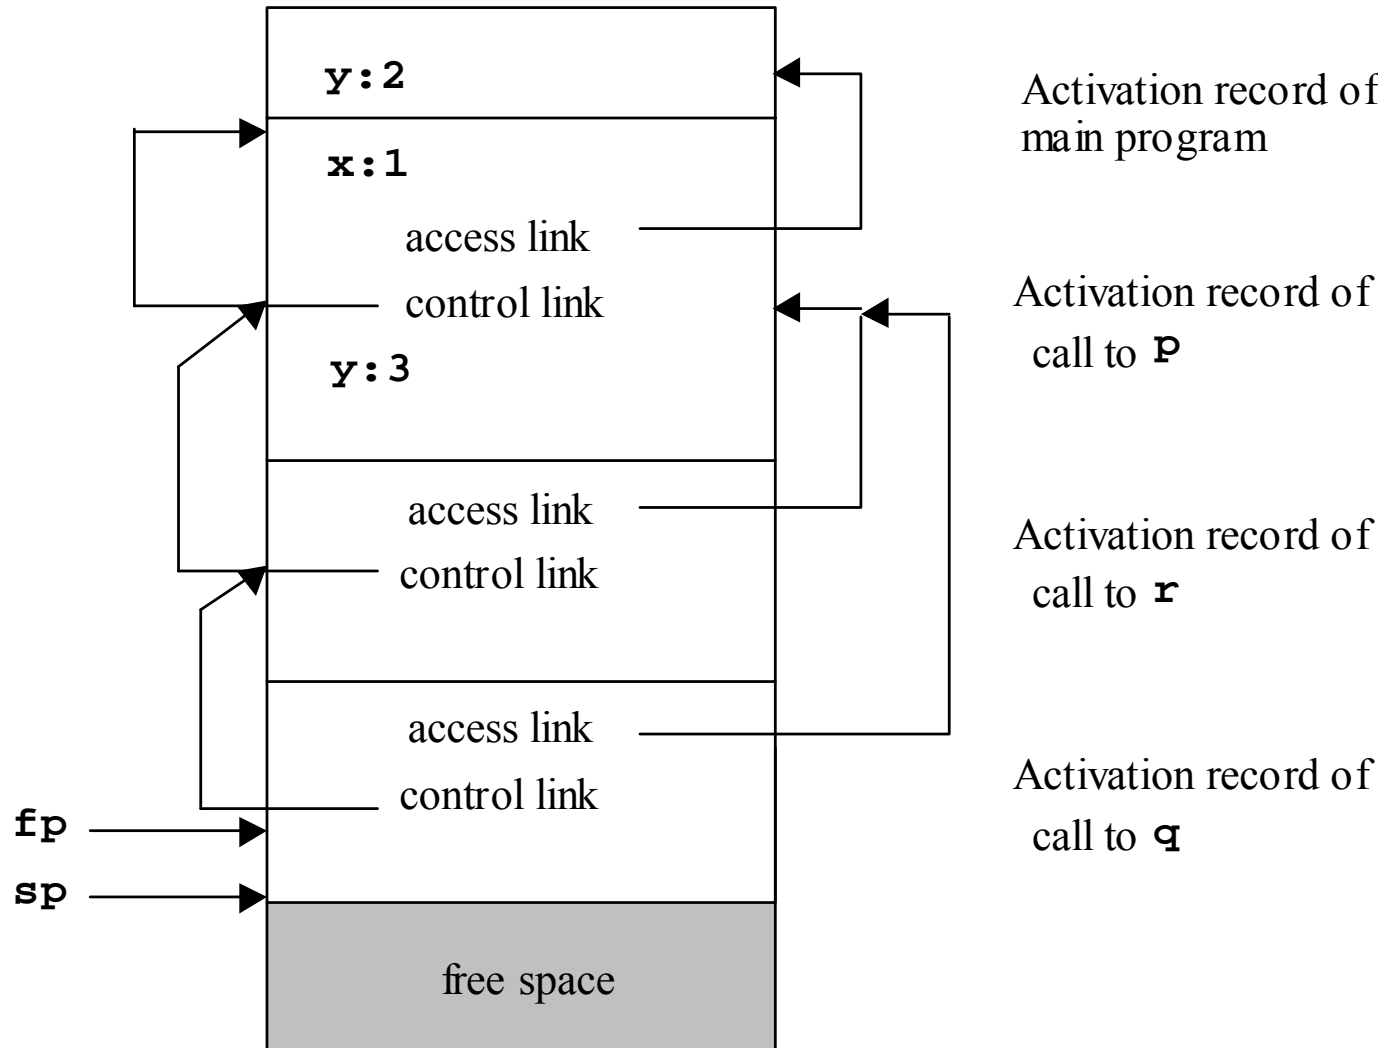 y:2
Activation record of
main program
x:1
access link
control link
Activation record of
call to p
y:3
access link
control link
Activation record of
call to r
access link
control link
Activation record of
call to q
fp
sp
free space